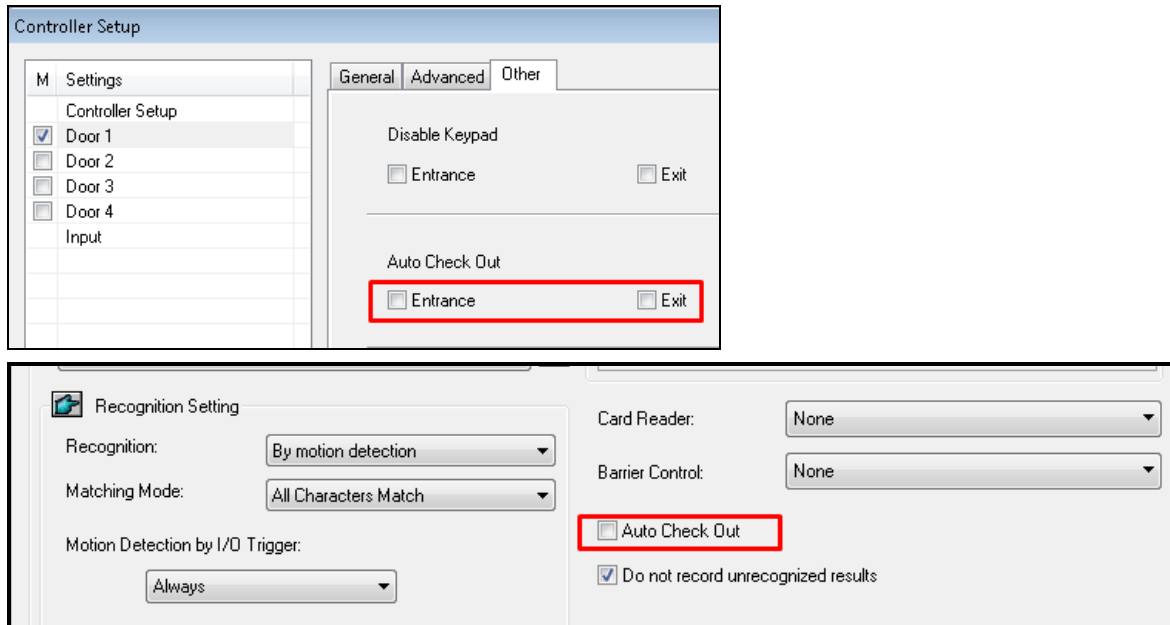 Controller Setup
M Settings
Controller Setup
Door 1
Door 2
Door 3
Door 4
Input
General Advanced Other
Disable Keypad
Entrance Exit
Auto Check Out
Entrance Exit
Recognition Setting
Recognition: By motion detection
Matching Mode: All Characters Match
Motion Detection by I/O Trigger:
Always
Card Reader: None
Barrier Control: None
Auto Check Out
Do not record unrecognized results